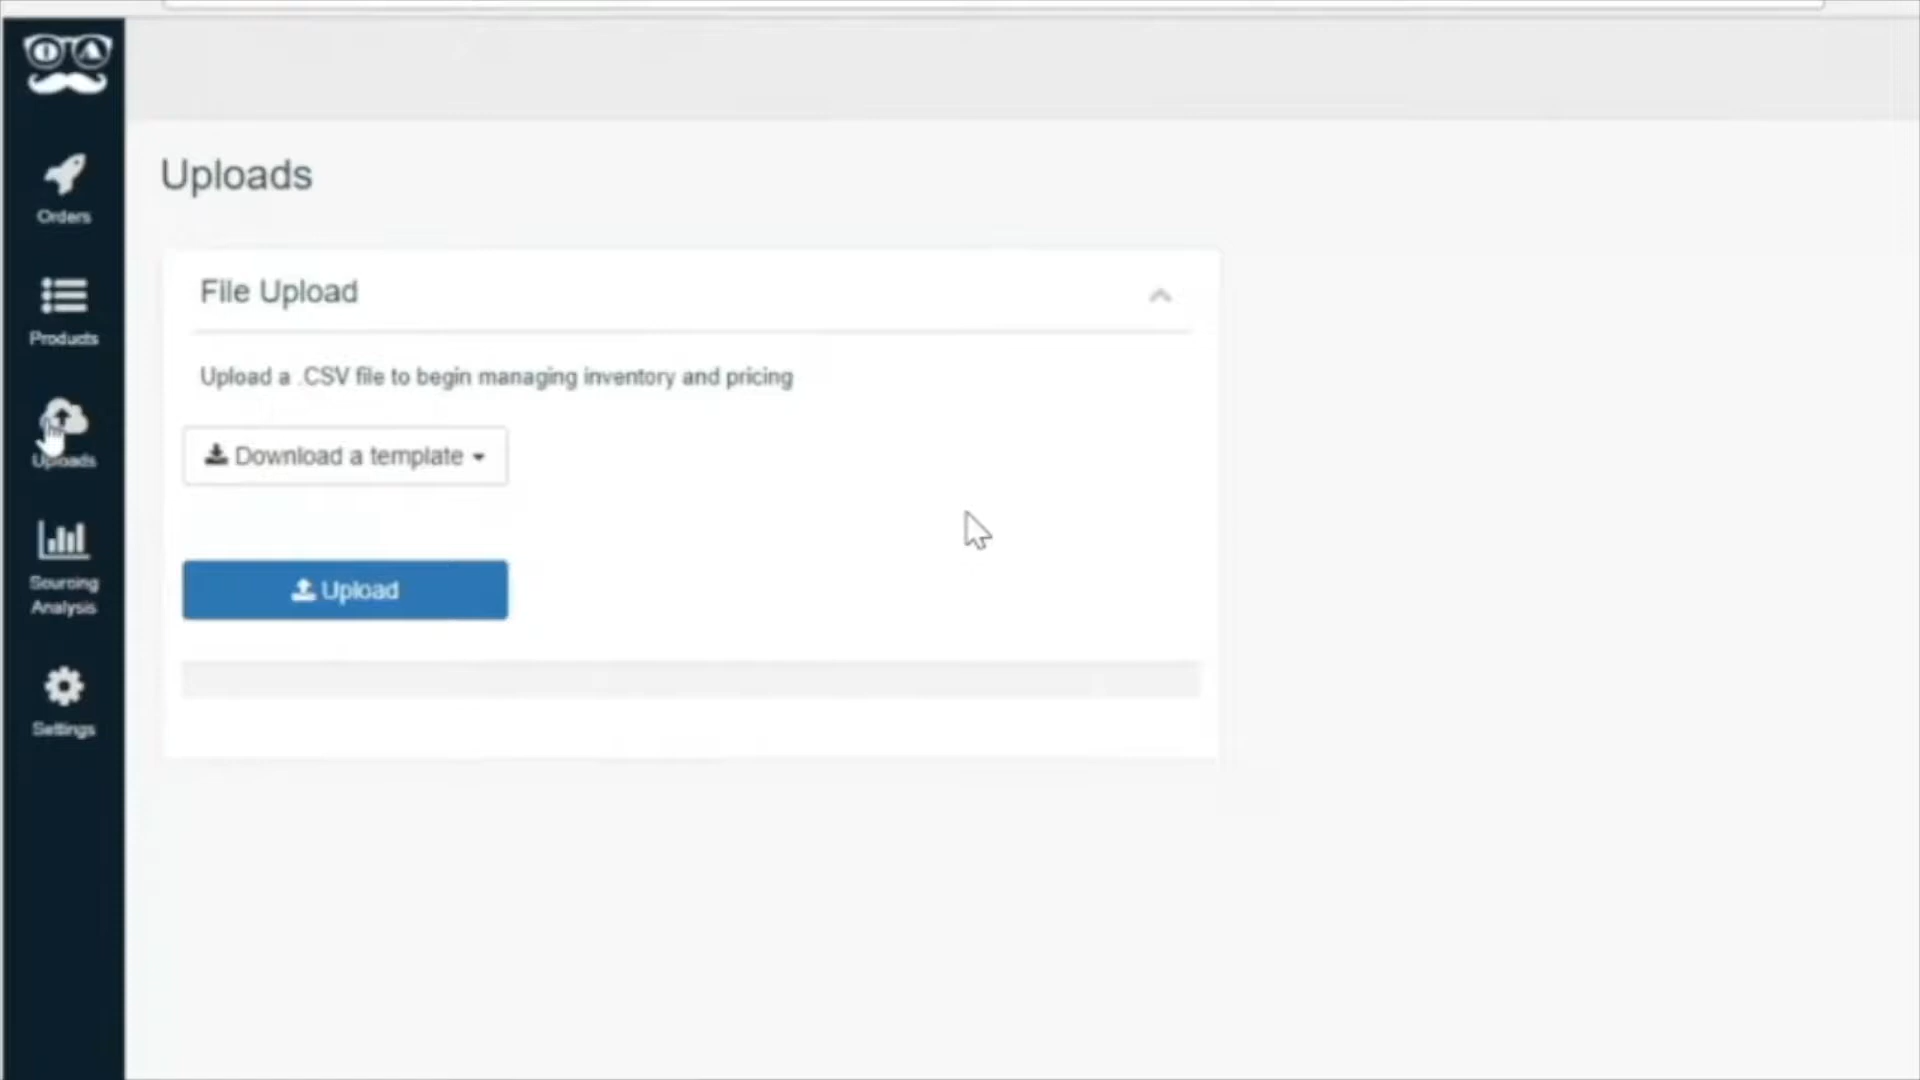 OA
Orders
Products
Uploads
Sourcing
Analysis
Settings
Uploads
File Upload
Upload a .CSV file to begin managing inventory and pricing
Download a template
Upload